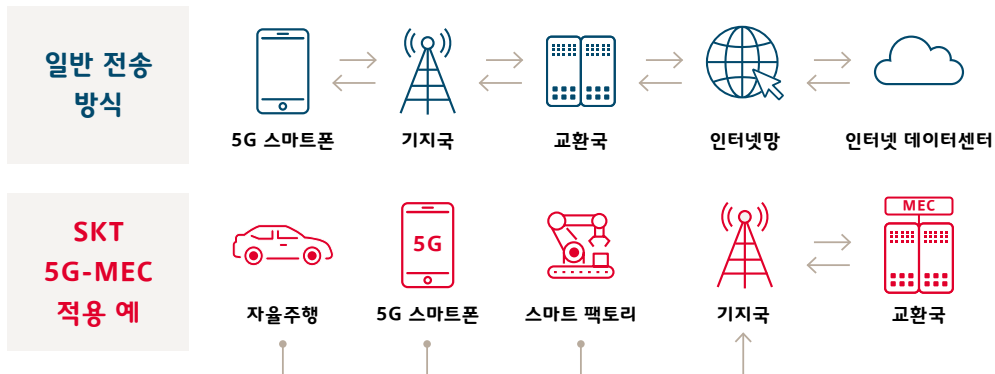 일반 전송
방식
5G 스마트폰
기지국
교환국
인터넷망
인터넷 데이터센터
SKT
5G-MEC
적용 예
5G
MEC
자율주행
5G 스마트폰
스마트 팩토리
기지국
교환국